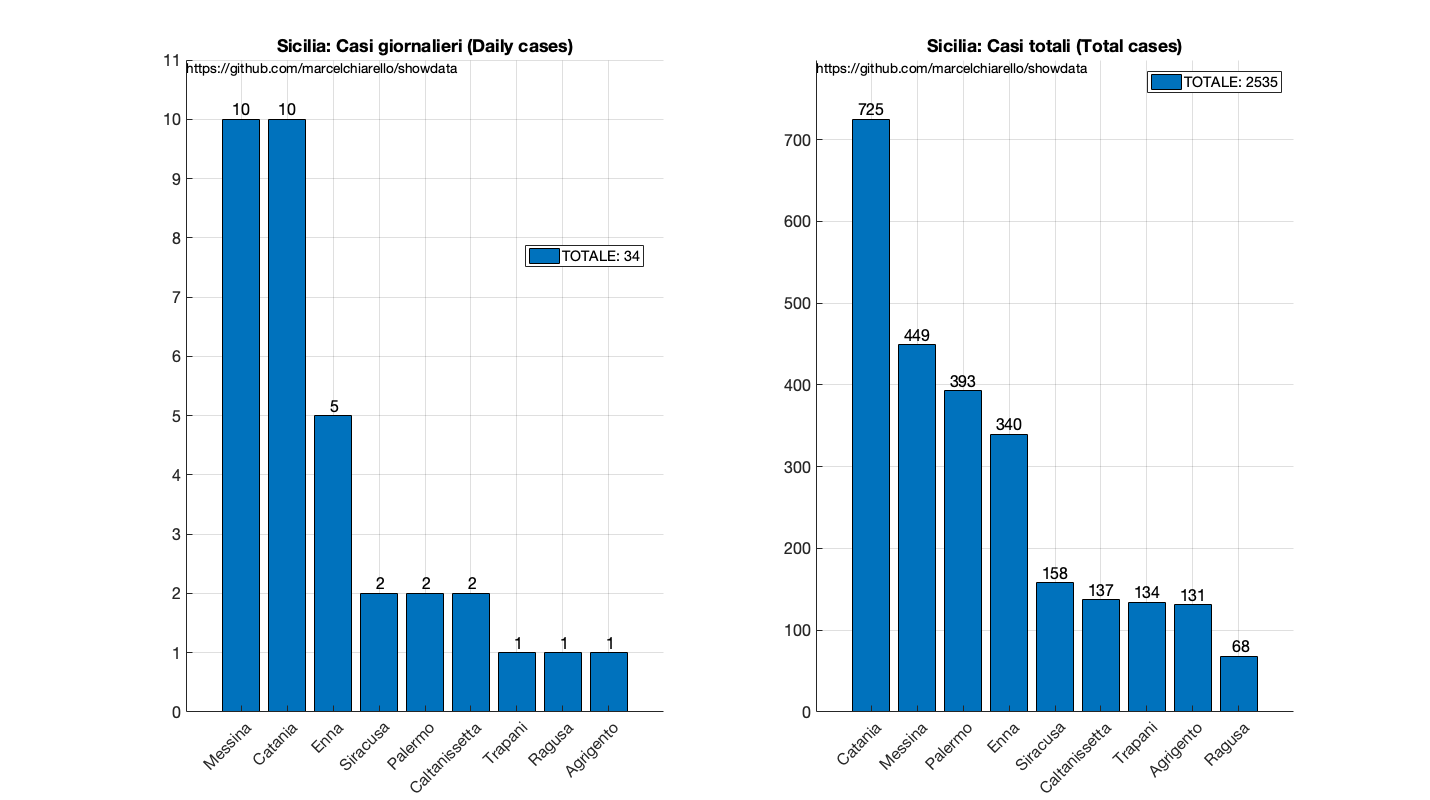 Sicilia: Casi giornalieri (Daily cases)
https://github.com/marcelchiarello/showdata
TOTALE: 34
11
10
9
8
7
6
5
4
3
2
1
0
10
10
5
2
2
2
1
1
1
Messina
Catania
Enna
Siracusa
Palermo
Caltanissetta
Trapani
Ragusa
Agrigento
Sicilia: Casi totali (Total cases)
https://github.com/marcelchiarello/showdata
TOTALE: 2535
700
600
500
400
300
200
100
0
725
449
393
340
158
137
134
131
68
Catania
Messina
Palermo
Enna
Siracusa
Caltanissetta
Trapani
Agrigento
Ragusa